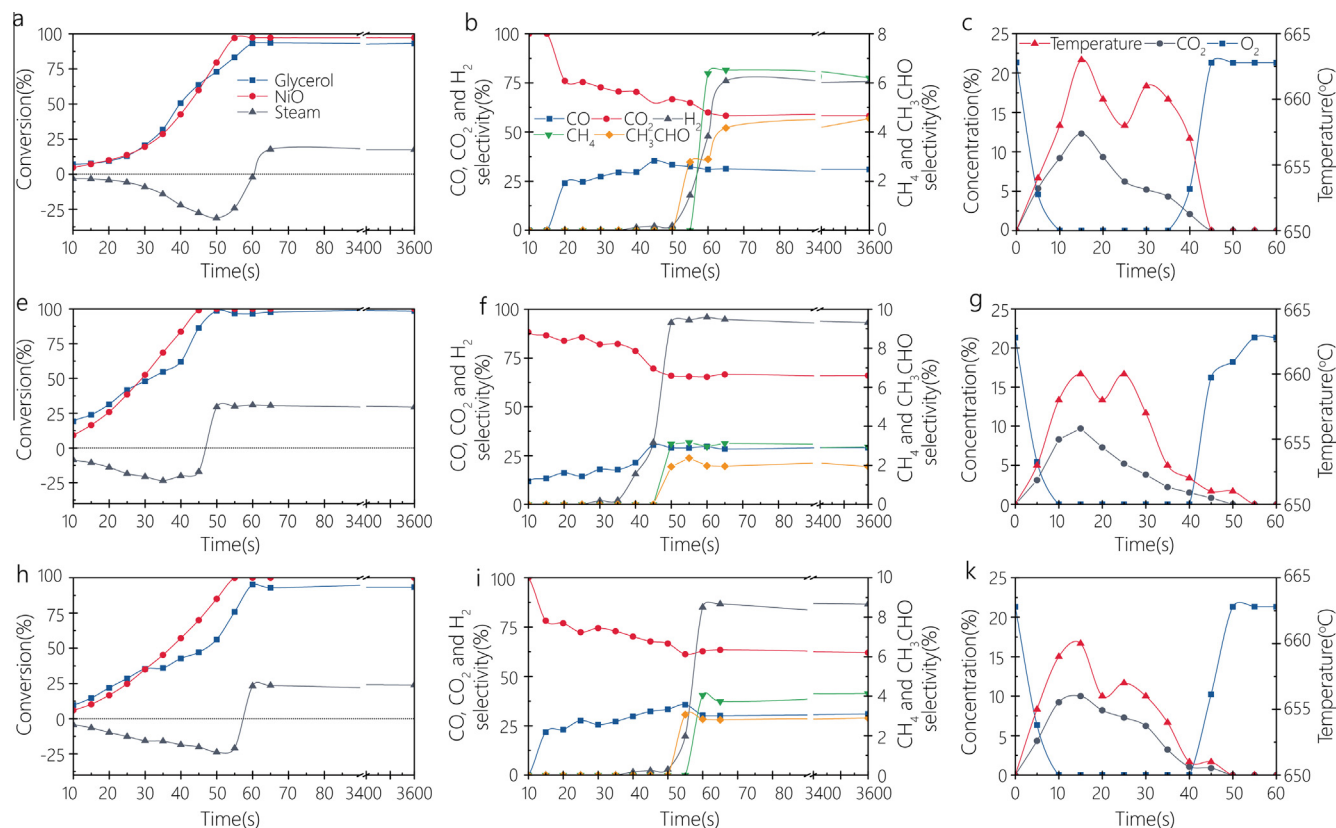 a
Conversion(%)
100
75
50
25
0
-25
Glycerol
NiO
Steam
10 20 30 40 50 60 70 80 3400 3600
Time(s)
b
CO, CO2 and H2
selectivity(%)
100
75
50
25
0
CO CO2 H2
CH4 CH3CHO
8
6
4
2
0
CH4 and CH3CHO
selectivity(%)
10 20 30 40 50 60 70 80 3400 3600
Time(s)
c
Concentration(%)
25
20
15
10
5
0
Temperature CO2 O2
665
660
655
650
Temperature(°C)
0 10 20 30 40 50 60
Time(s)
e
Conversion(%)
100
75
50
25
0
-25
10 20 30 40 50 60 70 80 3400 3600
Time(s)
f
CO, CO2 and H2
selectivity(%)
100
75
50
25
0
10
8
6
4
2
0
CH4 and CH3CHO
selectivity(%)
10 20 30 40 50 60 70 80 3400 3600
Time(s)
g
Concentration(%)
25
20
15
10
5
0
665
660
655
650
Temperature(°C)
0 10 20 30 40 50 60
Time(s)
h
Conversion(%)
100
75
50
25
0
-25
10 20 30 40 50 60 70 80 3400 3600
Time(s)
i
CO, CO2 and H2
selectivity(%)
100
75
50
25
0
10
8
6
4
2
0
CH4 and CH3CHO
selectivity(%)
10 20 30 40 50 60 70 80 3400 3600
Time(s)
k
Concentration(%)
25
20
15
10
5
0
665
660
655
650
Temperature(°C)
0 10 20 30 40 50 60
Time(s)